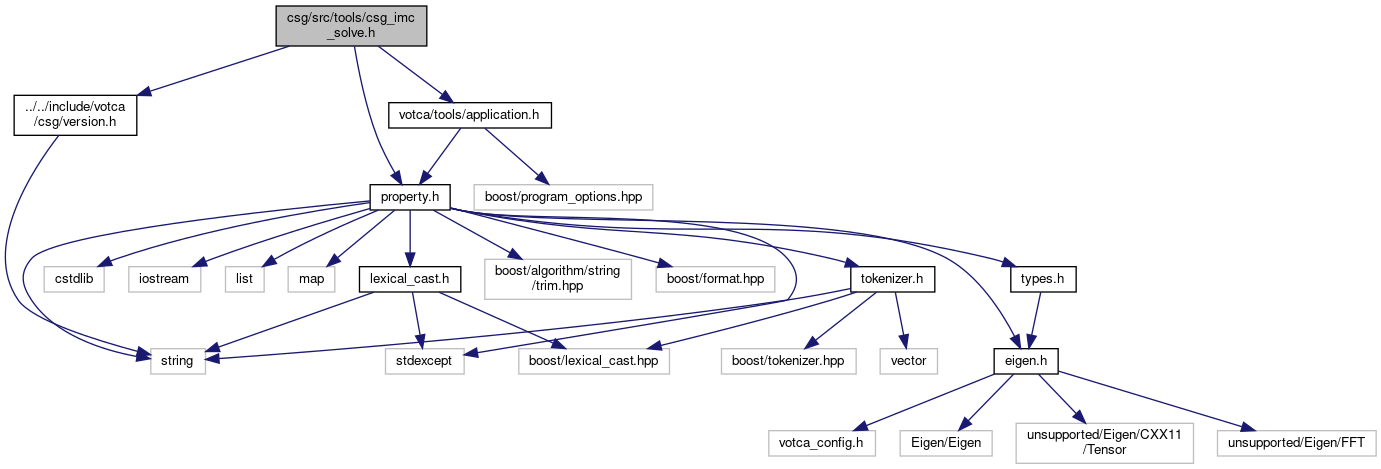 csg/src/tools/csg_imc
_solve.h
../../include/votca
/csg/version.h
votca/tools/application.h
property.h
boost/program_options.hpp
cstdlib
iostream
list
map
lexical_cast.h
boost/algorithm/string
/trim.hpp
boost/format.hpp
tokenizer.h
types.h
string
stdexcept
boost/lexical_cast.hpp
boost/tokenizer.hpp
vector
eigen.h
votca_config.h
Eigen/Eigen
unsupported/Eigen/CXX11
/Tensor
unsupported/Eigen/FFT